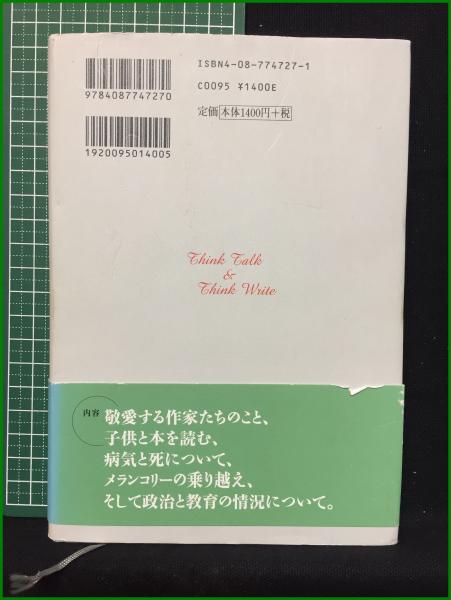 ISBN4-08-774727-1
C0095 ¥1400E
定価 本体1400円+税
9784087747270
1920095014005
Think Talk
&
Think Write
内容
敬愛する作家たちのこと、
子供と本を読む、
病気と死について、
メランコリーの乗り越え、
そして政治と教育の情況について。